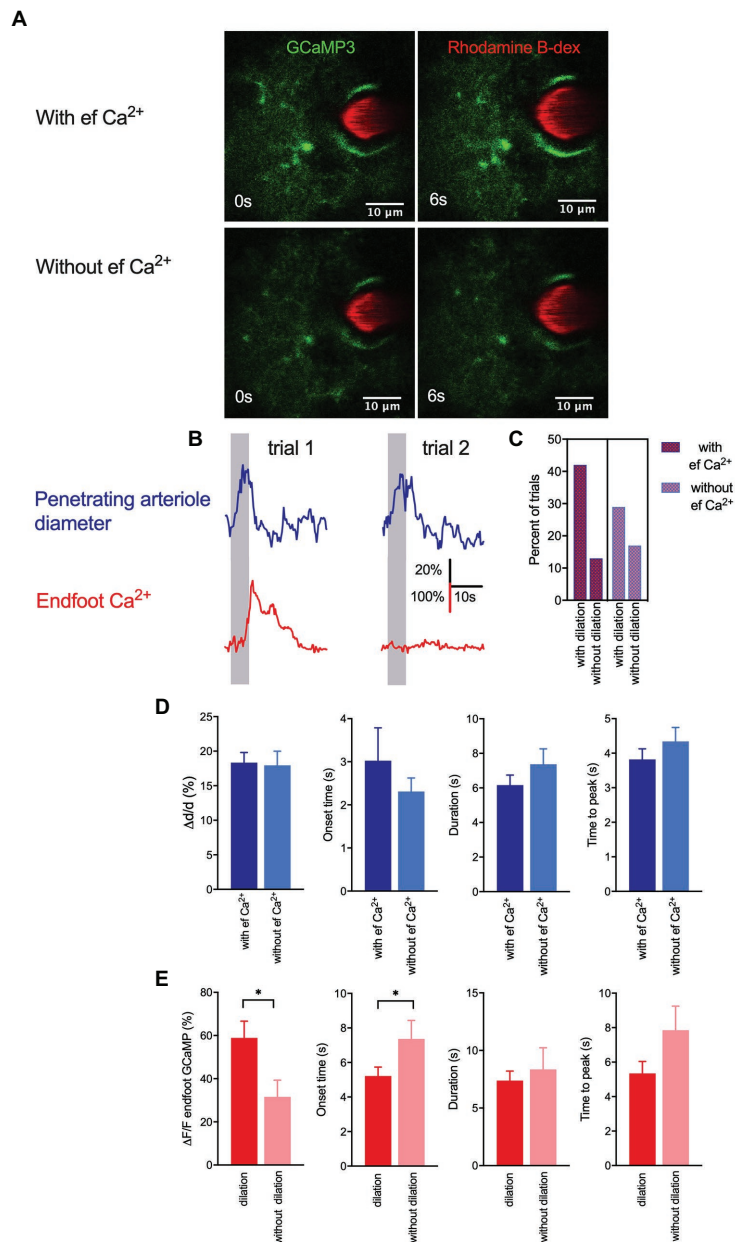 A
GCaMP3
Rhodamine B-dex
With ef Ca²⁺
0s
10 μm
6s
10 μm
Without ef Ca²⁺
0s
10 μm
6s
10 μm
B
trial 1
trial 2
Penetrating arteriole
diameter
Endfoot Ca²⁺
20%
100%
10s
C
Percent of trials
50
40
30
20
10
0
with dilation
without dilation
with dilation
without dilation
with
ef Ca²⁺
without
ef Ca²⁺
D
Δd/d (%)
25
20
15
10
5
0
with ef Ca²⁺
without ef Ca²⁺
Onset time (s)
4
3
2
1
0
with ef Ca²⁺
without ef Ca²⁺
Duration (s)
10
8
6
4
2
0
with ef Ca²⁺
without ef Ca²⁺
Time to peak (s)
5
4
3
2
1
0
with ef Ca²⁺
without ef Ca²⁺
E
ΔF/F endfoot GCaMP (%)
80
60
40
20
0
*
dilation
without dilation
Onset time (s)
10
8
6
4
2
0
*
dilation
without dilation
Duration (s)
15
10
5
0
dilation
without dilation
Time to peak (s)
10
8
6
4
2
0
dilation
without dilation